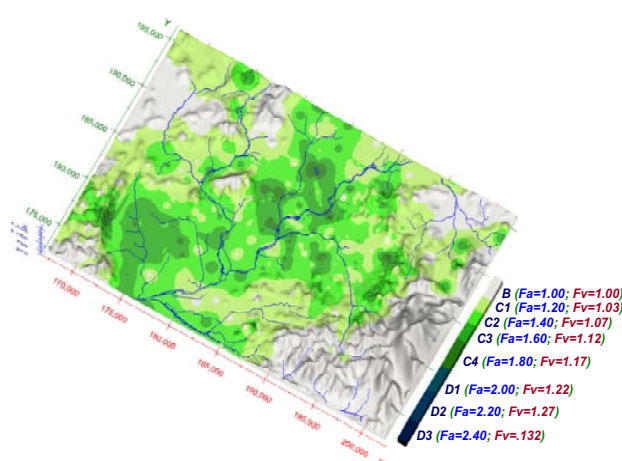 Y
195,000
190,000
185,000
180,000
175,000
170,000
175,000
180,000
185,000
190,000
195,000
200,000
B (Fa=1.00; Fv=1.00)
C1 (Fa=1.20; Fv=1.03)
C2 (Fa=1.40; Fv=1.07)
C3 (Fa=1.60; Fv=1.12)
C4 (Fa=1.80; Fv=1.17)
D1 (Fa=2.00; Fv=1.22)
D2 (Fa=2.20; Fv=1.27)
D3 (Fa=2.40; Fv=.132)